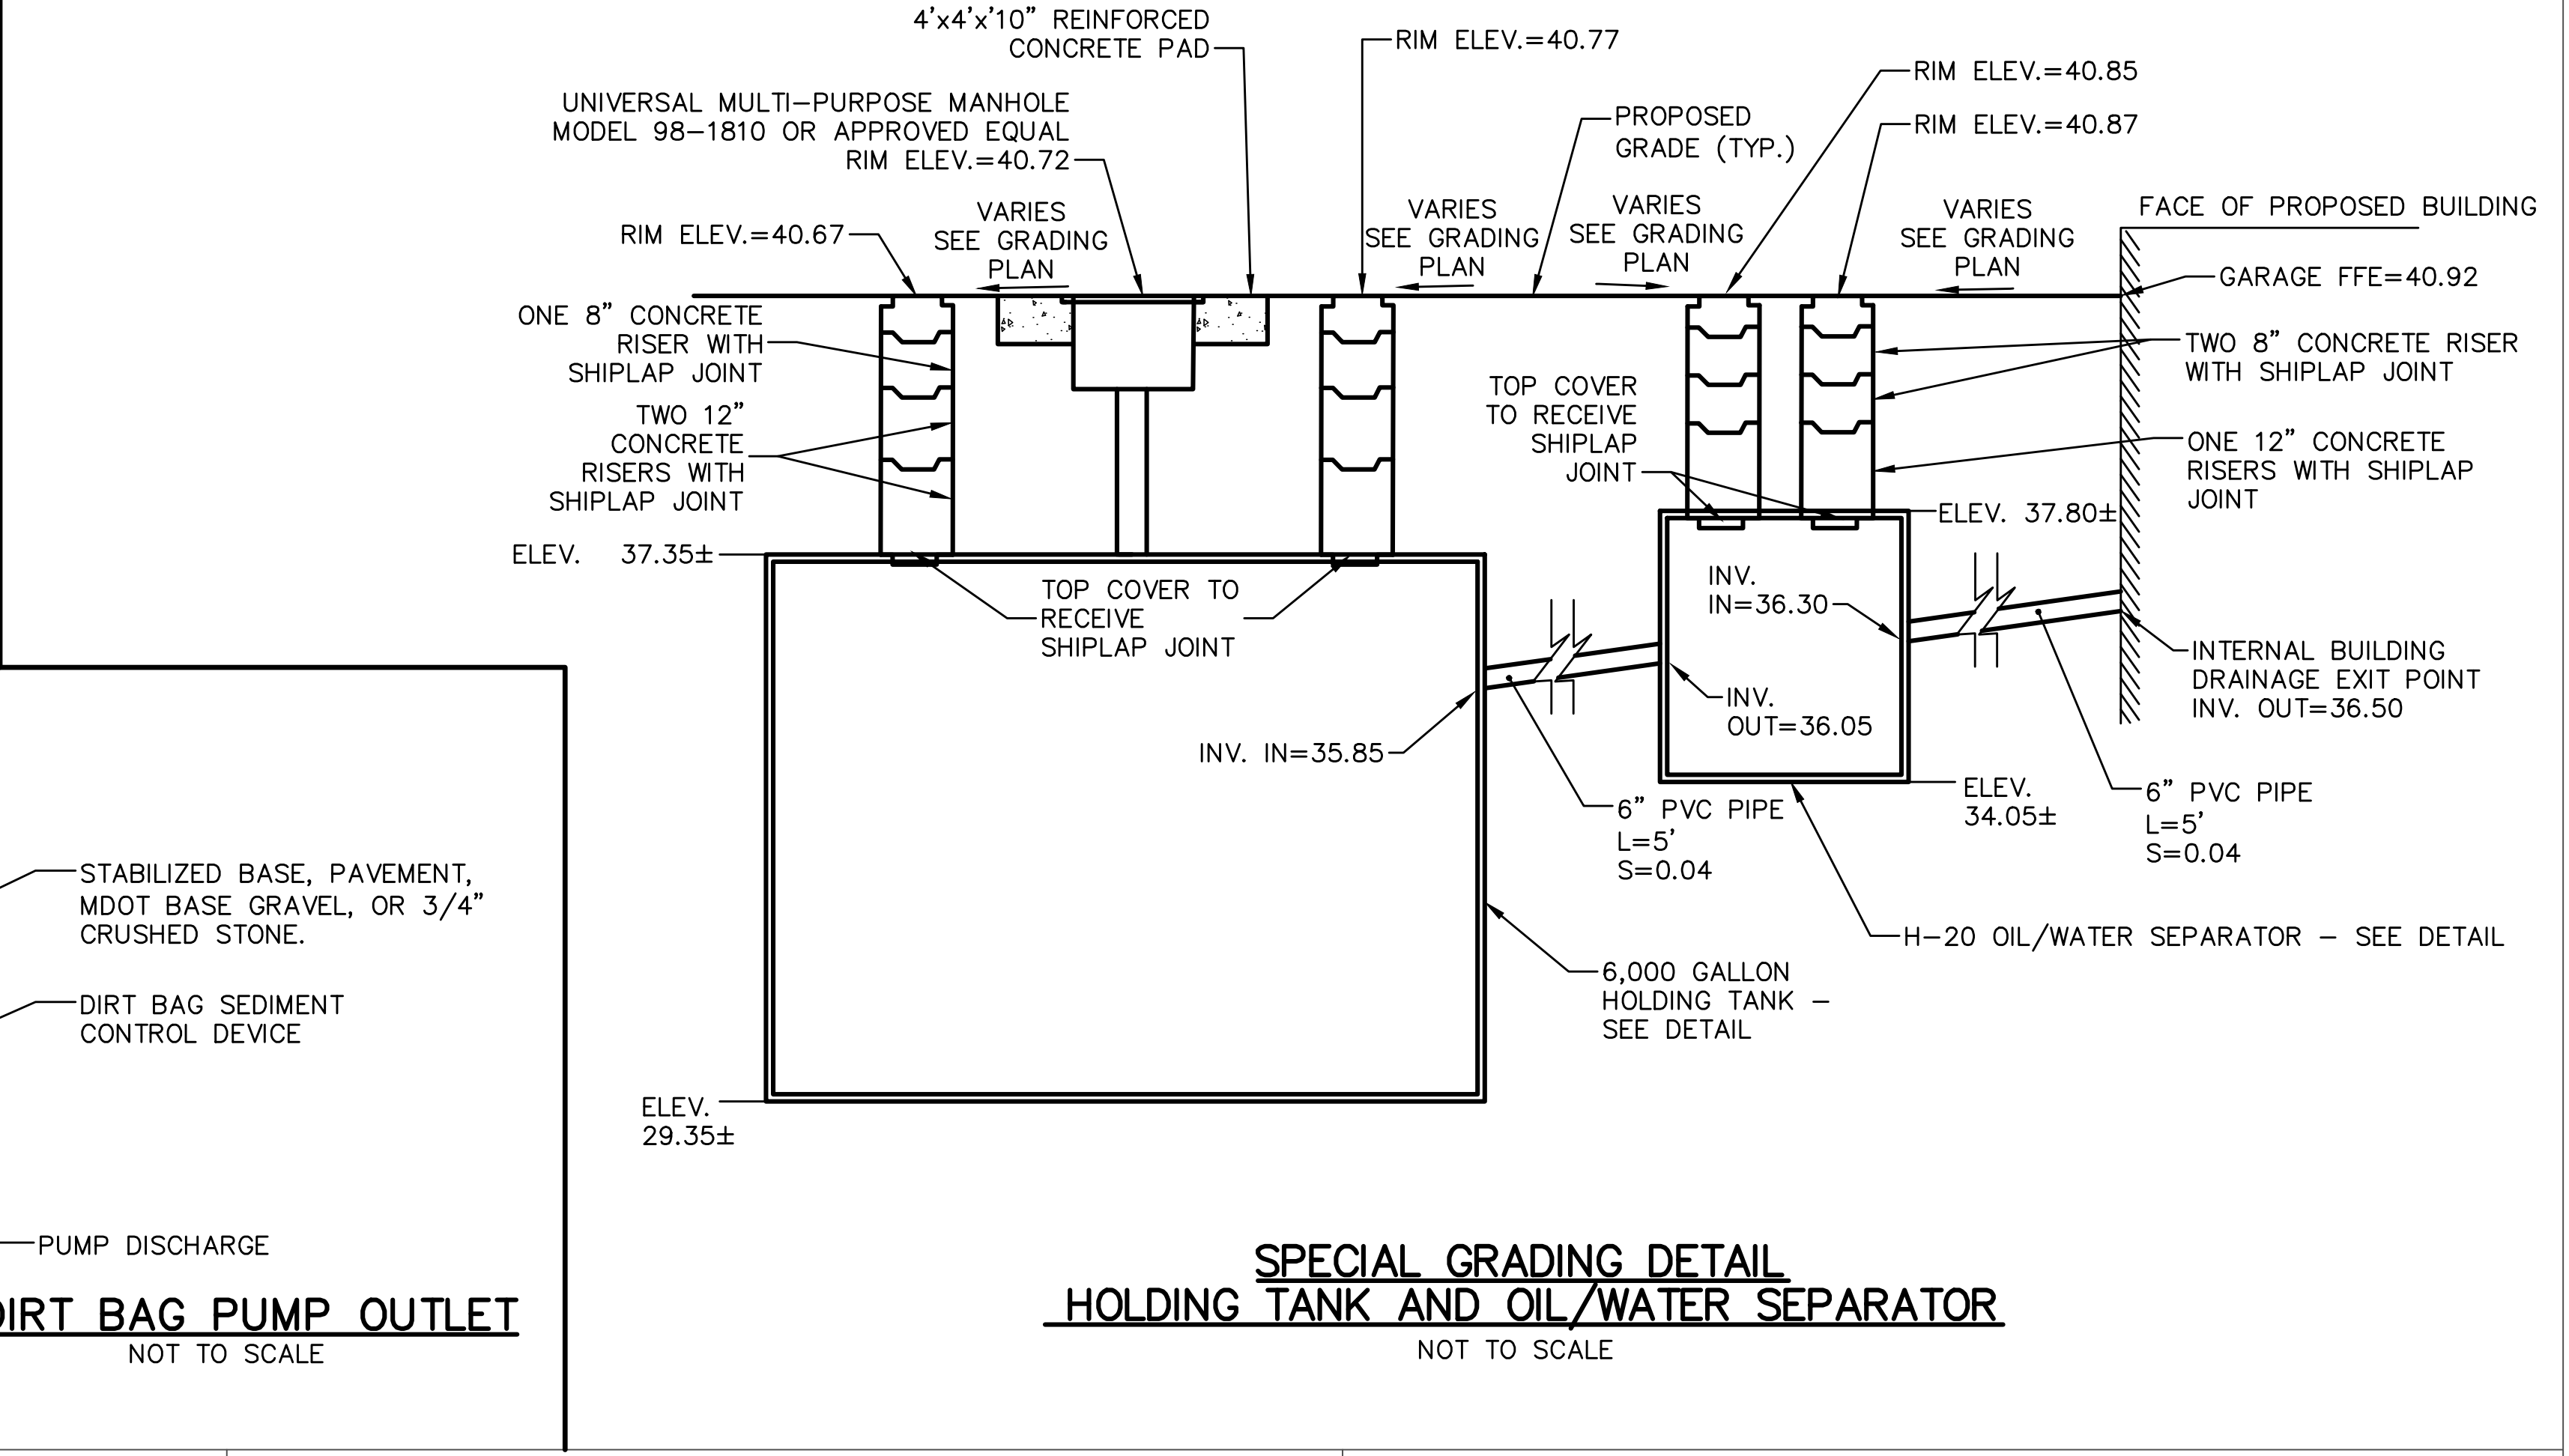 4'x4'x'10” REINFORCED
CONCRETE PAD
RIM ELEV.=40.77
RIM ELEV.=40.85
UNIVERSAL MULTI-PURPOSE MANHOLE
MODEL 98-1810 OR APPROVED EQUAL
RIM ELEV.=40.72
PROPOSED
GRADE (TYP.)
RIM ELEV.=40.87
RIM ELEV.=40.67
VARIES
SEE GRADING
PLAN
VARIES
SEE GRADING
PLAN
VARIES
SEE GRADING
PLAN
VARIES
SEE GRADING
PLAN
FACE OF PROPOSED BUILDING
GARAGE FFE=40.92
ONE 8” CONCRETE
RISER WITH
SHIPLAP JOINT
TWO 8” CONCRETE RISER
WITH SHIPLAP JOINT
TWO 12”
CONCRETE
RISERS WITH
SHIPLAP JOINT
TOP COVER
TO RECEIVE
SHIPLAP
JOINT
ONE 12” CONCRETE
RISERS WITH SHIPLAP
JOINT
ELEV. 37.80±
ELEV. 37.35±
TOP COVER TO
RECEIVE
SHIPLAP JOINT
INV.
IN=36.30
INV.
OUT=36.05
INTERNAL BUILDING
DRAINAGE EXIT POINT
INV. OUT=36.50
INV. IN=35.85
6” PVC PIPE
L=5'
S=0.04
ELEV.
34.05±
6” PVC PIPE
L=5'
S=0.04
H-20 OIL/WATER SEPARATOR - SEE DETAIL
6,000 GALLON
HOLDING TANK -
SEE DETAIL
ELEV.
29.35±
SPECIAL GRADING DETAIL
HOLDING TANK AND OIL/WATER SEPARATOR
NOT TO SCALE
STABILIZED BASE, PAVEMENT,
MDOT BASE GRAVEL, OR 3/4”
CRUSHED STONE.
DIRT BAG SEDIMENT
CONTROL DEVICE
PUMP DISCHARGE
DIRT BAG PUMP OUTLET
NOT TO SCALE